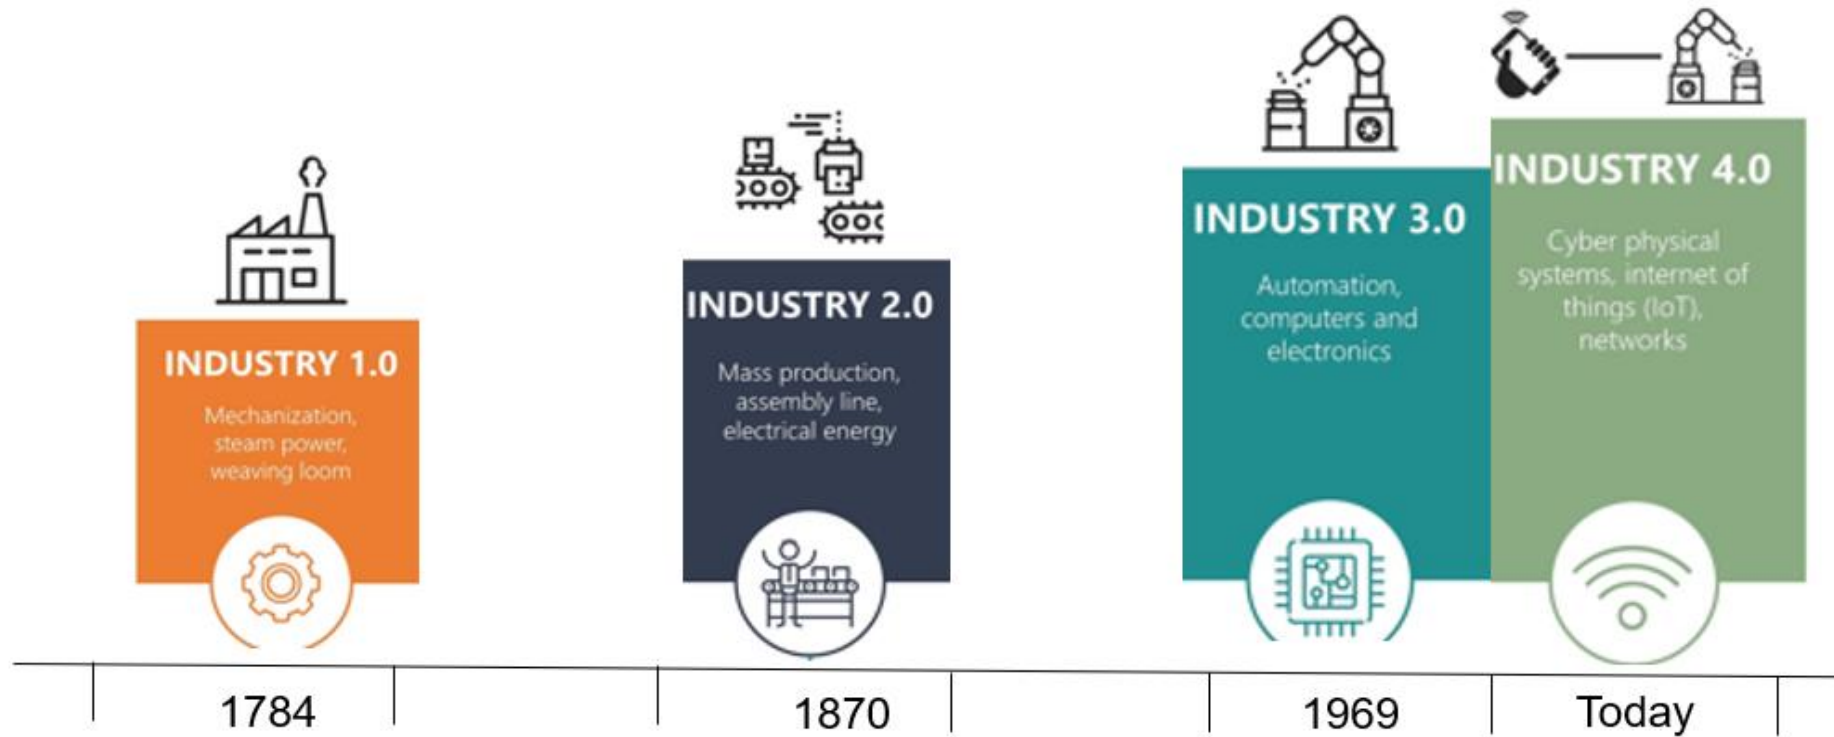 INDUSTRY 1.0
Mechanization,
steam power,
weaving loom
INDUSTRY 2.0
Mass production,
assembly line,
electrical energy
INDUSTRY 3.0
Automation,
computers and
electronics
INDUSTRY 4.0
Cyber physical
systems, internet of
things (IoT),
networks
1784
1870
1969
Today